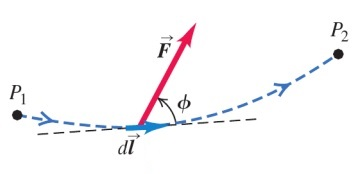 P₂
F⃗
P₁
ϕ
dl⃗